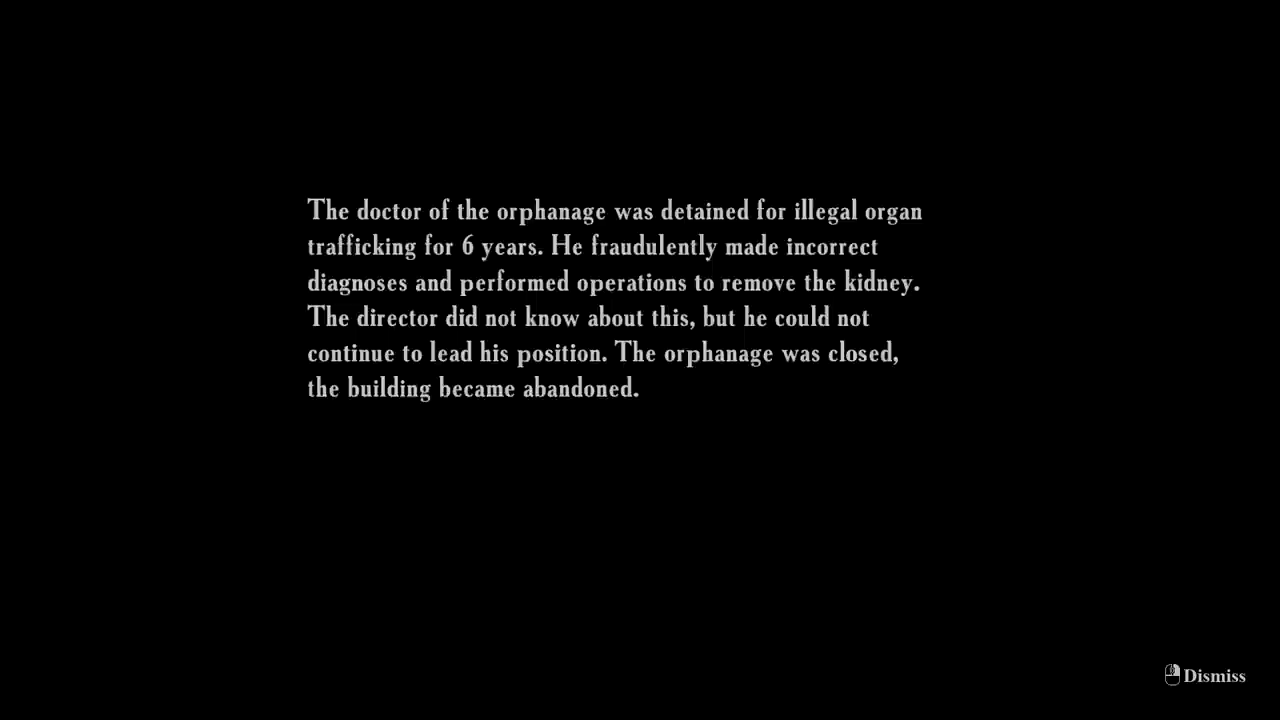 The doctor of the orphanage was detained for illegal organ
trafficking for 6 years. He fraudulently made incorrect
diagnoses and performed operations to remove the kidney.
The director did not know about this, but he could not
continue to lead his position. The orphanage was closed,
the building became abandoned.
Dismiss